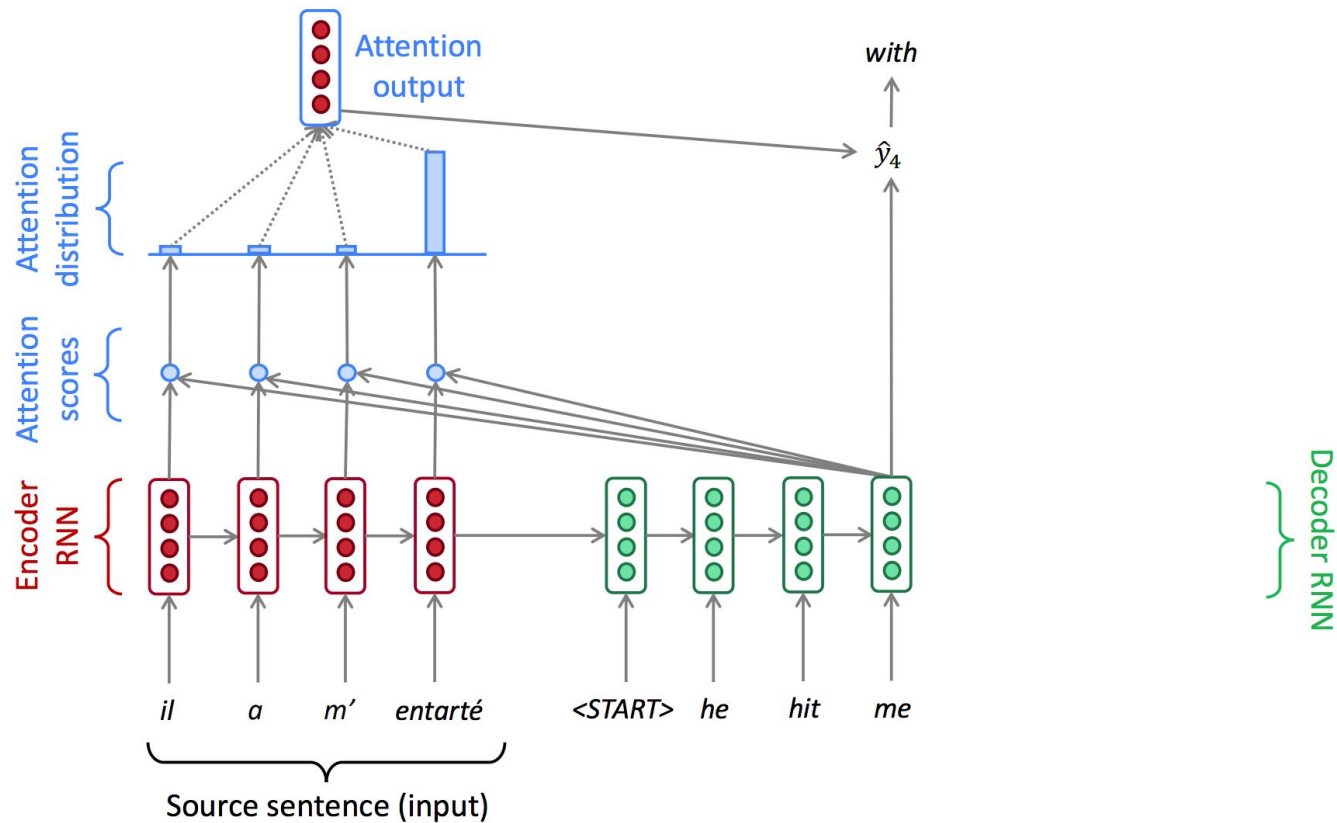 Attention
output
with
Attention
distribution
ŷ₄
Attention
scores
Encoder
RNN
Decoder RNN
il a m’ entarté <START> he hit me
Source sentence (input)